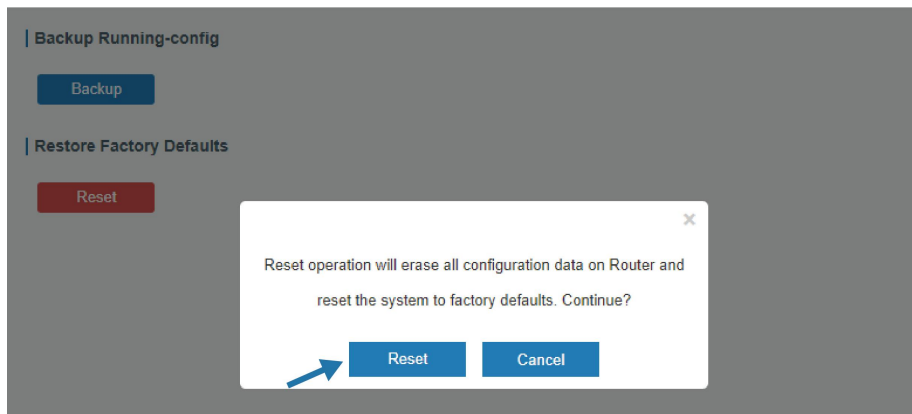 Backup Running-config
Backup
Restore Factory Defaults
Reset
×
Reset operation will erase all configuration data on Router and
reset the system to factory defaults. Continue?
Reset Cancel